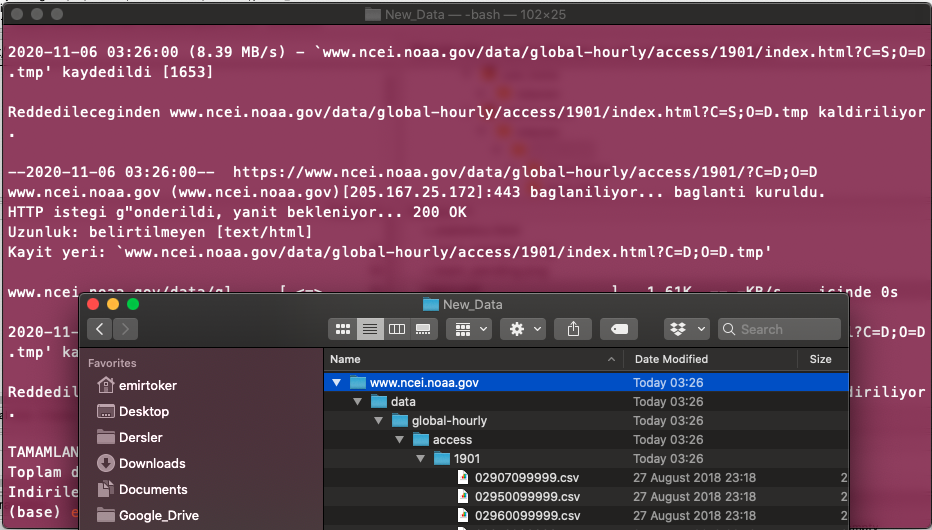 New_Data — -bash — 102×25
2020-11-06 03:26:00 (8.39 MB/s) - `www.ncei.noaa.gov/data/global-hourly/access/1901/index.html?C=S;O=D
.tmp' kaydedildi [1653]
Reddedileceginden www.ncei.noaa.gov/data/global-hourly/access/1901/index.html?C=S;O=D.tmp kaldiriliyor
.
--2020-11-06 03:26:00--  https://www.ncei.noaa.gov/data/global-hourly/access/1901/?C=D;O=D
www.ncei.noaa.gov (www.ncei.noaa.gov)[205.167.25.172]:443 baglaniliyor... baglanti kuruldu.
HTTP istegi g"onderildi, yanit bekleniyor... 200 OK
Uzunluk: belirtilmeyen [text/html]
Kayit yeri: `www.ncei.noaa.gov/data/global-hourly/access/1901/index.html?C=D;O=D.tmp'
www.ncei.noaa.gov/data/gl [ <=> ] 1.61K --.-KB/s icinde 0s
2020-11- l?C=D;O=D
.tmp' ka
Reddedil diriliyor
.
TAMAMLAN
Toplam d
Indirile
(base) e
New_Data
Search
Favorites
emirtoker
Desktop
Dersler
Downloads
Documents
Google_Drive
Name Date Modified Size
www.ncei.noaa.gov Today 03:26
data Today 03:26
global-hourly Today 03:26
access Today 03:26
1901 Today 03:26
02907099999.csv 27 August 2018 23:18 2
02950099999.csv 27 August 2018 23:18 2
02960099999.csv 27 August 2018 23:18 2